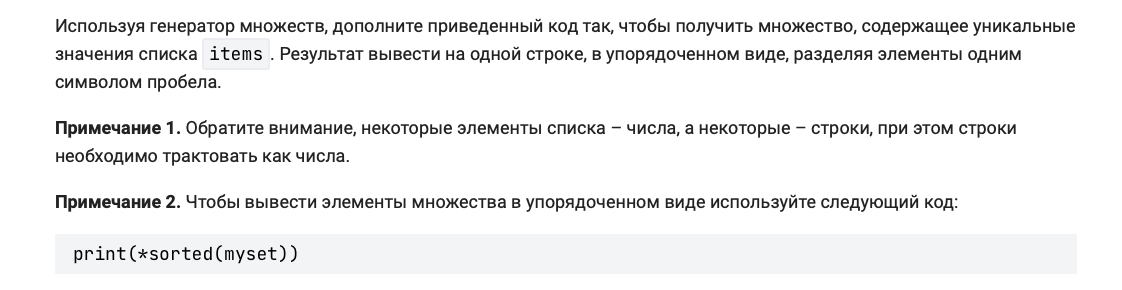 Используя генератор множеств, дополните приведенный код так, чтобы получить множество, содержащее уникальные
значения списка items. Результат вывести на одной строке, в упорядоченном виде, разделяя элементы одним
символом пробела.
Примечание 1. Обратите внимание, некоторые элементы списка – числа, а некоторые – строки, при этом строки
необходимо трактовать как числа.
Примечание 2. Чтобы вывести элементы множества в упорядоченном виде используйте следующий код:
print(*sorted(myset))